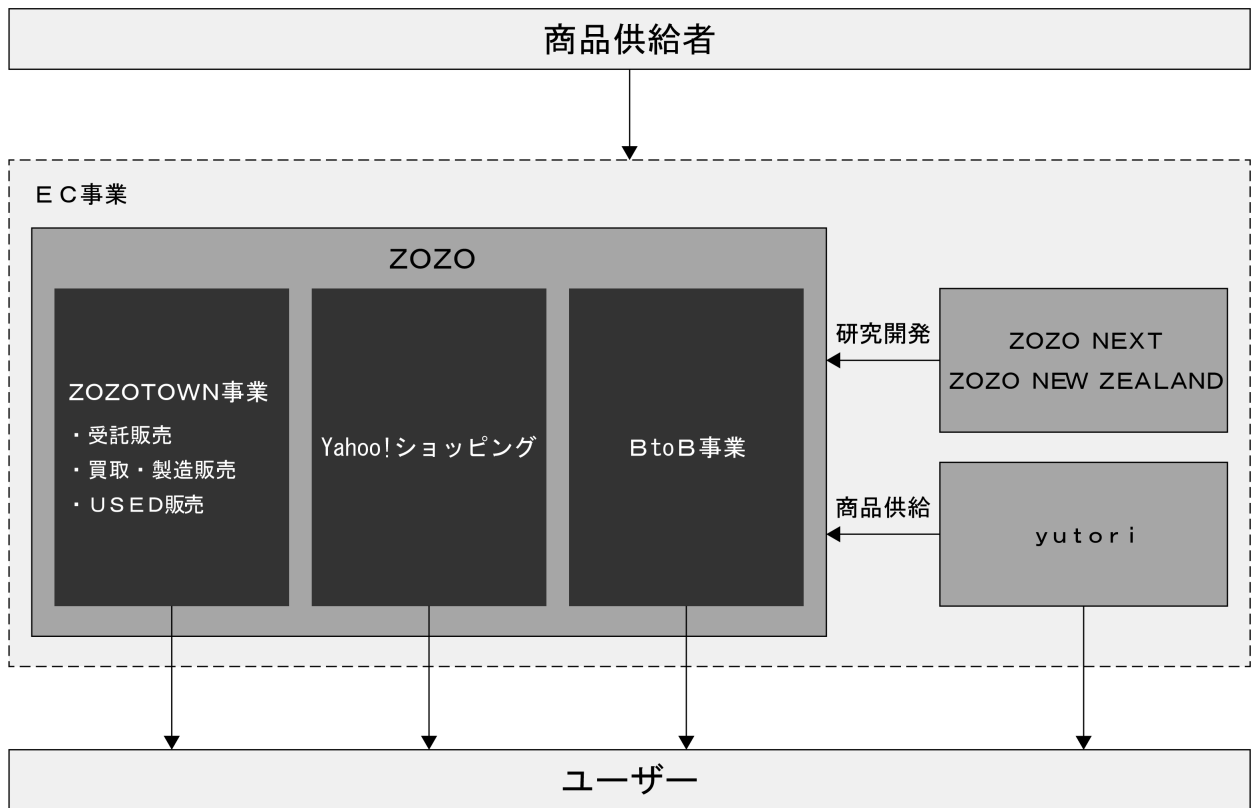 商品供給者
ＥＣ事業
ZOZO
ZOZOTOWN事業
・受託販売
・買取・製造販売
・ＵＳＥＤ販売
Yahoo!ショッピング
ＢtoＢ事業
研究開発
ZOZO NEXT
ZOZO NEW ZEALAND
商品供給
ｙｕｔｏｒｉ
ユーザー